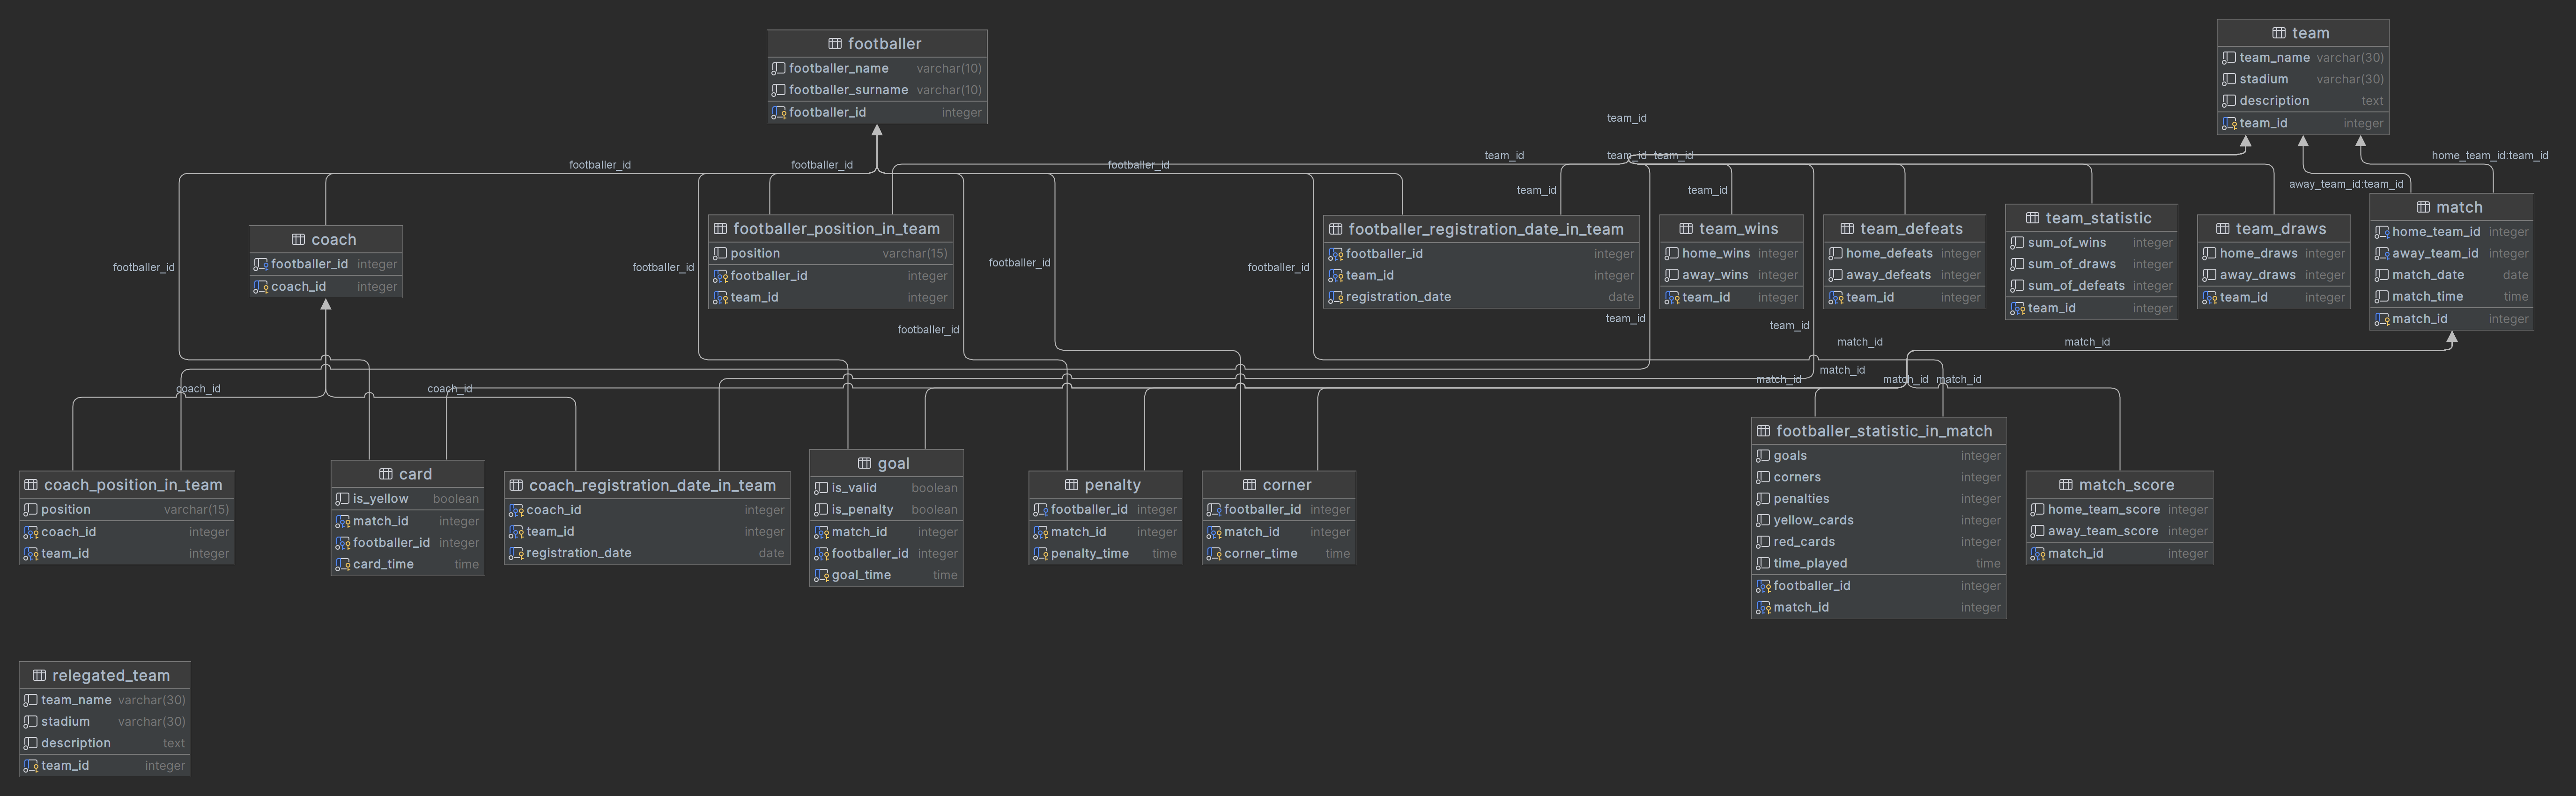 footballer
footballer_name varchar(10)
footballer_surname varchar(10)
footballer_id integer
team
team_name varchar(30)
stadium varchar(30)
description text
team_id integer
team_id
footballer_id
footballer_id
footballer_id
team_id
team_id
team_id
home_team_id:team_id
away_team_id:team_id
team_id
team_id
coach
footballer_id integer
coach_id integer
footballer_position_in_team
position varchar(15)
footballer_id integer
team_id integer
footballer_registration_date_in_team
footballer_id integer
team_id integer
registration_date date
team_wins
home_wins integer
away_wins integer
team_id integer
team_defeats
home_defeats integer
away_defeats integer
team_id integer
team_statistic
sum_of_wins integer
sum_of_draws integer
sum_of_defeats integer
team_id integer
team_draws
home_draws integer
away_draws integer
team_id integer
match
home_team_id integer
away_team_id integer
match_date date
match_time time
match_id integer
footballer_id
footballer_id
footballer_id
footballer_id
footballer_id
team_id
team_id
match_id
match_id
match_id
match_id
match_id
match_id
coach_id
coach_id
coach_position_in_team
position varchar(15)
coach_id integer
team_id integer
card
is_yellow boolean
match_id integer
footballer_id integer
card_time time
coach_registration_date_in_team
coach_id integer
team_id integer
registration_date date
goal
is_valid boolean
is_penalty boolean
match_id integer
footballer_id integer
goal_time time
penalty
footballer_id integer
match_id integer
penalty_time time
corner
footballer_id integer
match_id integer
corner_time time
footballer_statistic_in_match
goals integer
corners integer
penalties integer
yellow_cards integer
red_cards integer
time_played time
footballer_id integer
match_id integer
match_score
home_team_score integer
away_team_score integer
match_id integer
relegated_team
team_name varchar(30)
stadium varchar(30)
description text
team_id integer